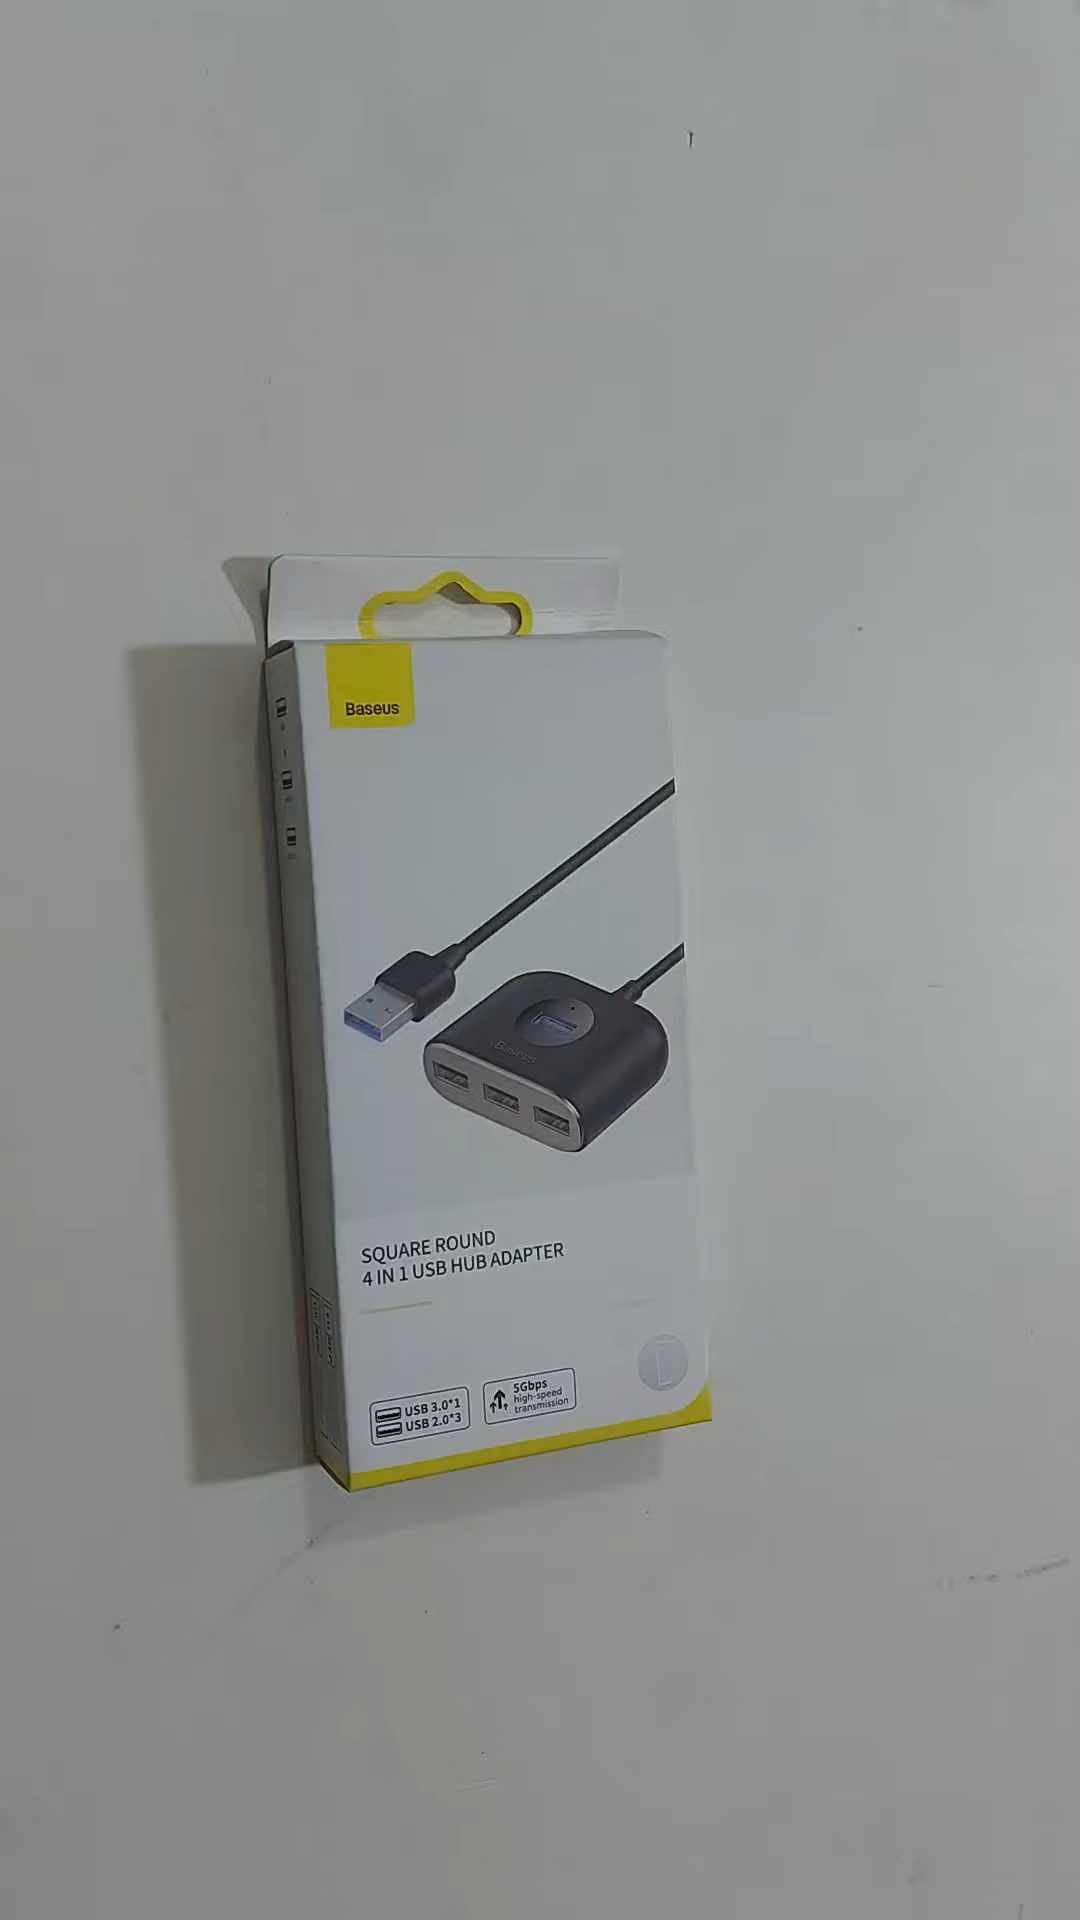 Baseus
Baseus
SQUARE ROUND
4 IN 1 USB HUB ADAPTER
USB 3.0*1
USB 2.0*3
5Gbps
high-speed
transmission